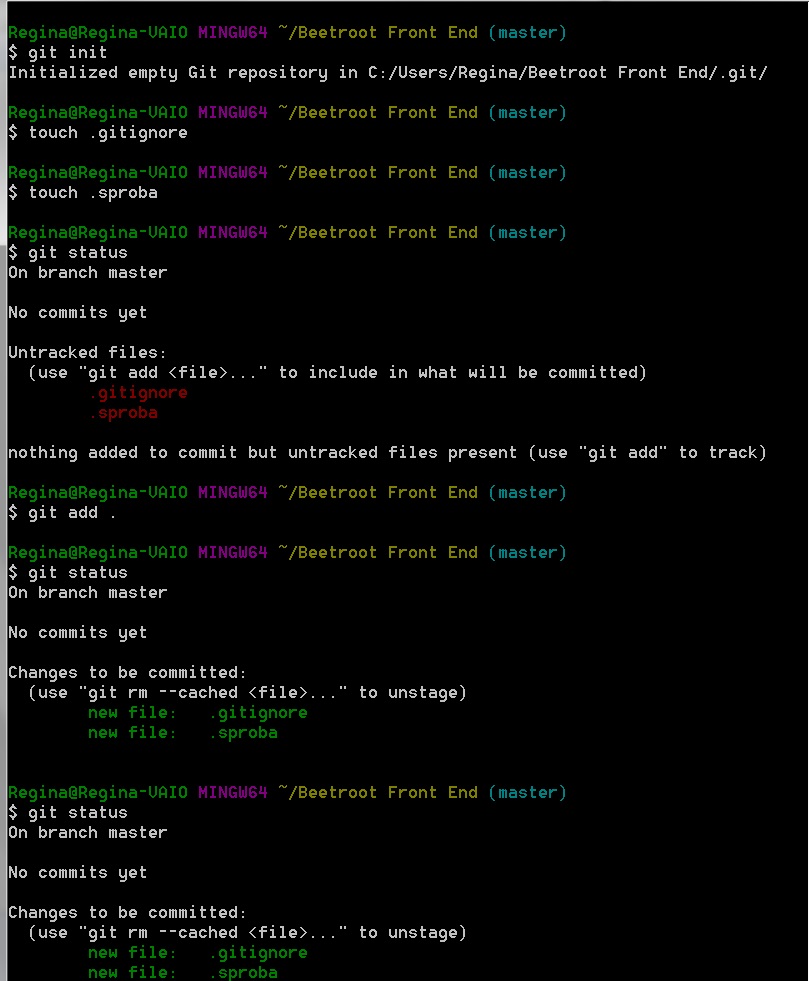 Regina@Regina-VAIO MINGW64 ~/Beetroot Front End (master)
$ git init
Initialized empty Git repository in C:/Users/Regina/Beetroot Front End/.git/
Regina@Regina-VAIO MINGW64 ~/Beetroot Front End (master)
$ touch .gitignore
Regina@Regina-VAIO MINGW64 ~/Beetroot Front End (master)
$ touch .sproba
Regina@Regina-VAIO MINGW64 ~/Beetroot Front End (master)
$ git status
On branch master
No commits yet
Untracked files:
  (use "git add <file>..." to include in what will be committed)
        .gitignore
        .sproba
nothing added to commit but untracked files present (use "git add" to track)
Regina@Regina-VAIO MINGW64 ~/Beetroot Front End (master)
$ git add .
Regina@Regina-VAIO MINGW64 ~/Beetroot Front End (master)
$ git status
On branch master
No commits yet
Changes to be committed:
  (use "git rm --cached <file>..." to unstage)
        new file:   .gitignore
        new file:   .sproba
Regina@Regina-VAIO MINGW64 ~/Beetroot Front End (master)
$ git status
On branch master
No commits yet
Changes to be committed:
  (use "git rm --cached <file>..." to unstage)
        new file:   .gitignore
        new file:   .sproba